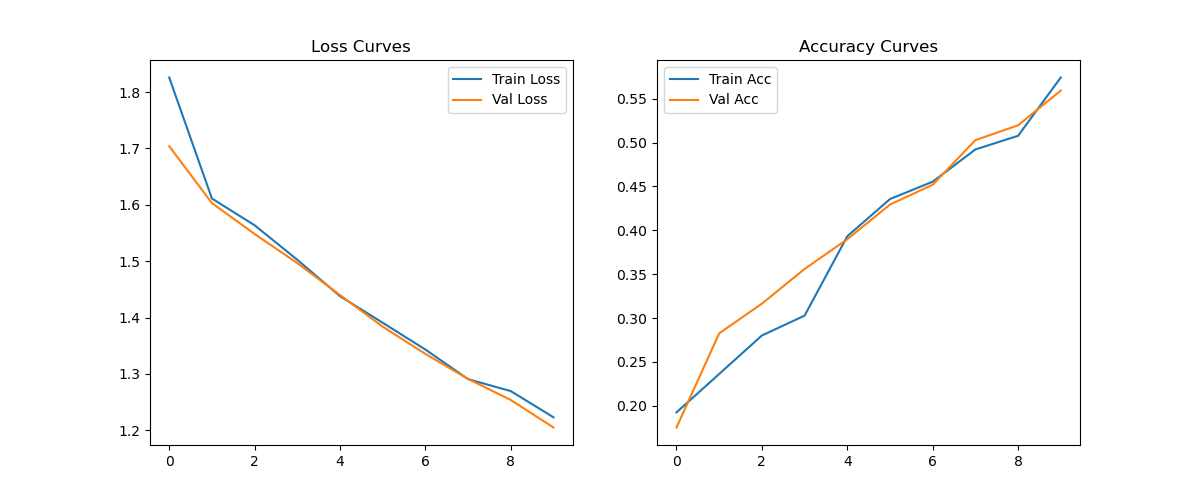 Loss Curves
Train Loss
Val Loss
1.8
1.7
1.6
1.5
1.4
1.3
1.2
0 2 4 6 8
Accuracy Curves
Train Acc
Val Acc
0.55
0.50
0.45
0.40
0.35
0.30
0.25
0.20
0 2 4 6 8